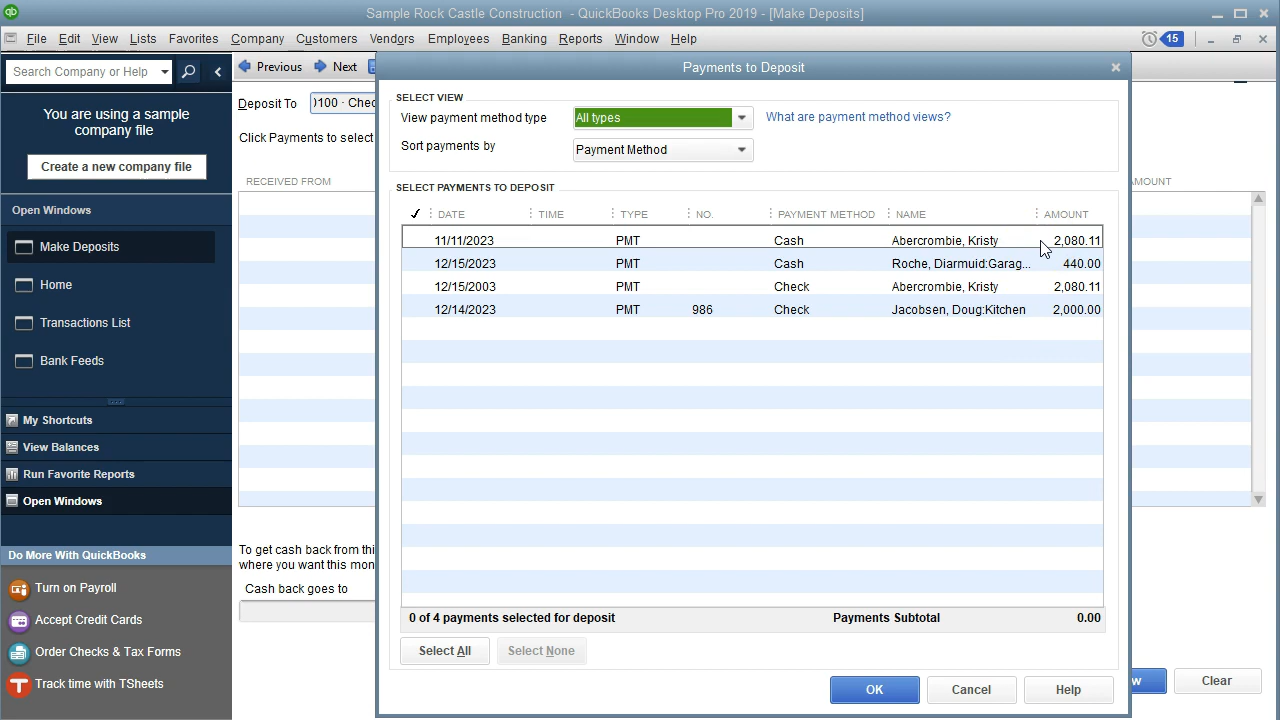 qb
Sample Rock Castle Construction - QuickBooks Desktop Pro 2019 - [Make Deposits]
File Edit View Lists Favorites Company Customers Vendors Employees Banking Reports Window Help
15
Search Company or Help
Previous Next
Payments to Deposit
You are using a sample
company file
Create a new company file
Open Windows
Make Deposits
Home
Transactions List
Bank Feeds
My Shortcuts
View Balances
Run Favorite Reports
Open Windows
Do More With QuickBooks
Turn on Payroll
Accept Credit Cards
Order Checks & Tax Forms
Track time with TSheets
Deposit To
)100 · Chec
Click Payments to select
RECEIVED FROM
MOUNT
To get cash back from thi
where you want this mon
Cash back goes to
SELECT VIEW
View payment method type All types What are payment method views?
Sort payments by Payment Method
SELECT PAYMENTS TO DEPOSIT
✓ DATE TIME TYPE NO. PAYMENT METHOD NAME AMOUNT
11/11/2023 PMT Cash Abercrombie, Kristy 2,080.11
12/15/2023 PMT Cash Roche, Diarmuid:Garag... 440.00
12/15/2003 PMT Check Abercrombie, Kristy 2,080.11
12/14/2023 PMT 986 Check Jacobsen, Doug:Kitchen 2,000.00
0 of 4 payments selected for deposit Payments Subtotal 0.00
Select All Select None
OK Cancel Help
w Clear